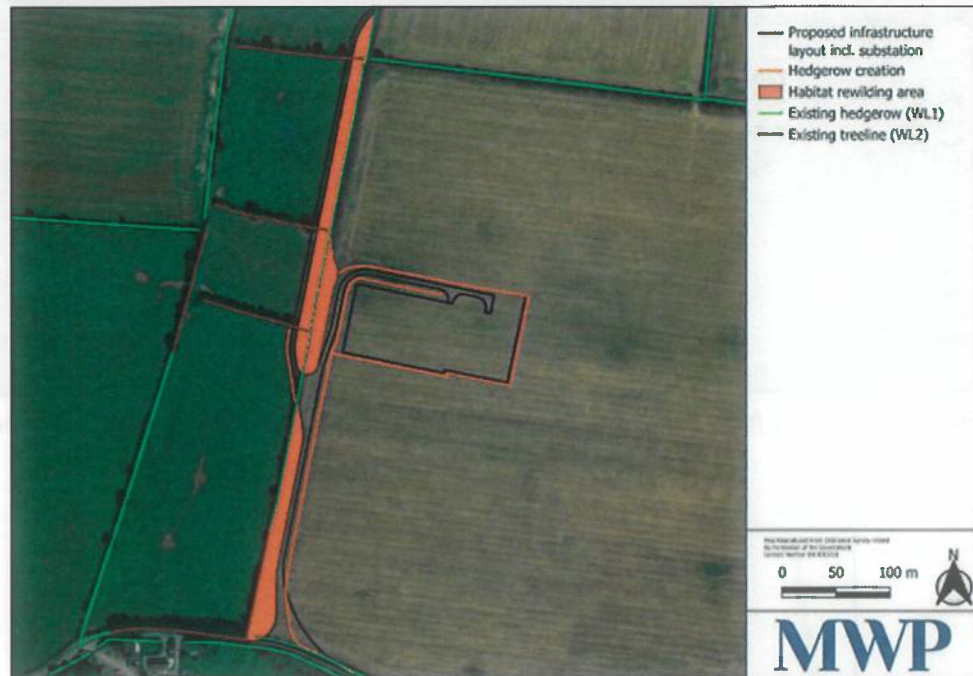 Proposed infrastructure
layout incl. substation
Hedgerow creation
Habitat rewilding area
Existing hedgerow (WL1)
Existing treeline (WL2)
N
0 50 100 m
MWP